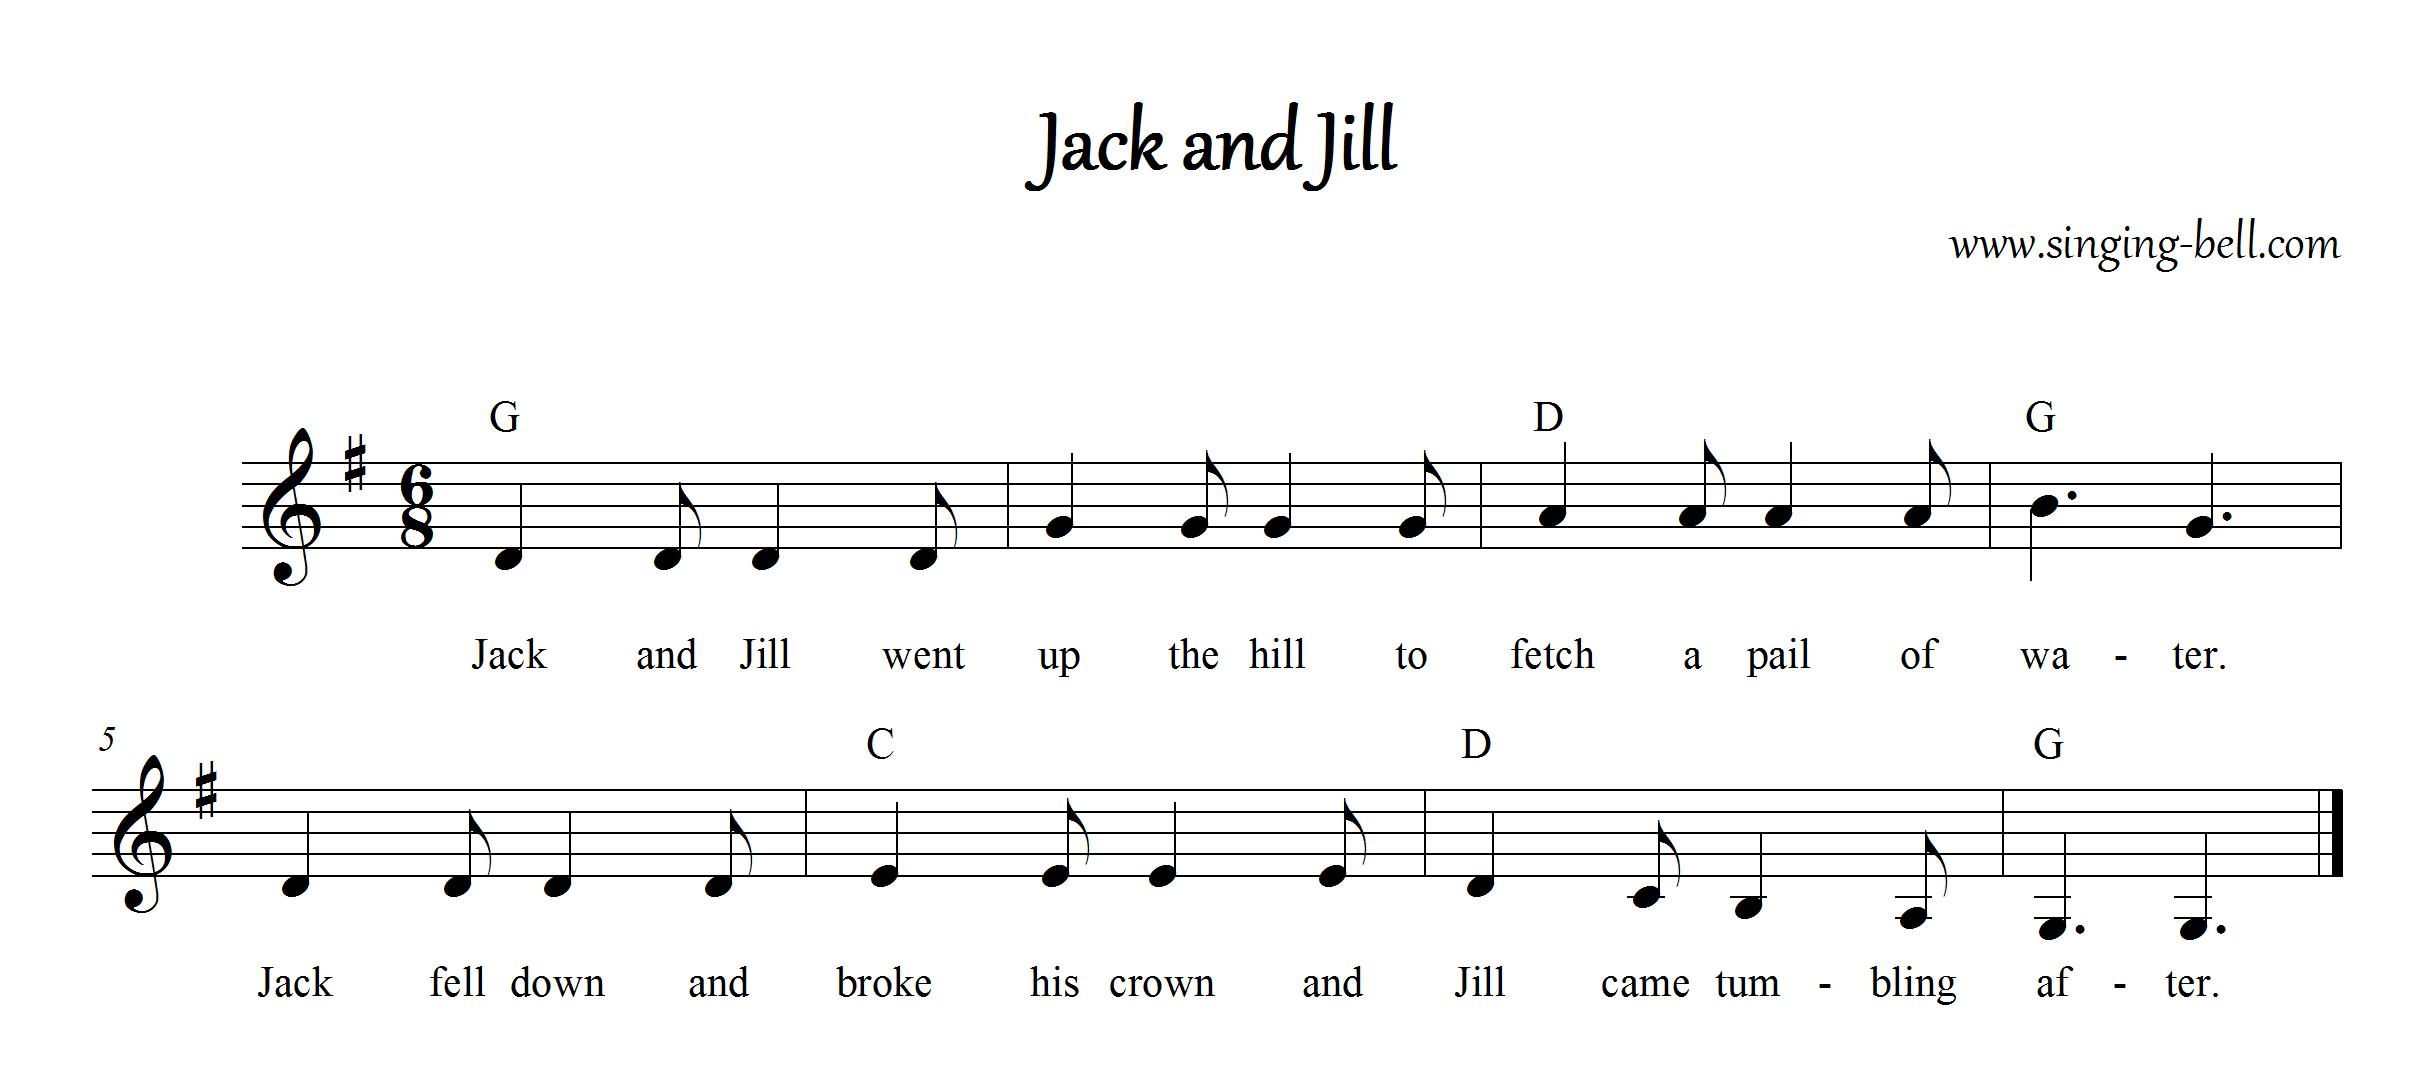 Jack and Jill
www.singing-bell.com
G D G
6
8
Jack and Jill went up the hill to fetch a pail of wa - ter.
5
C D G
Jack fell down and broke his crown and Jill came tum - bling af - ter.